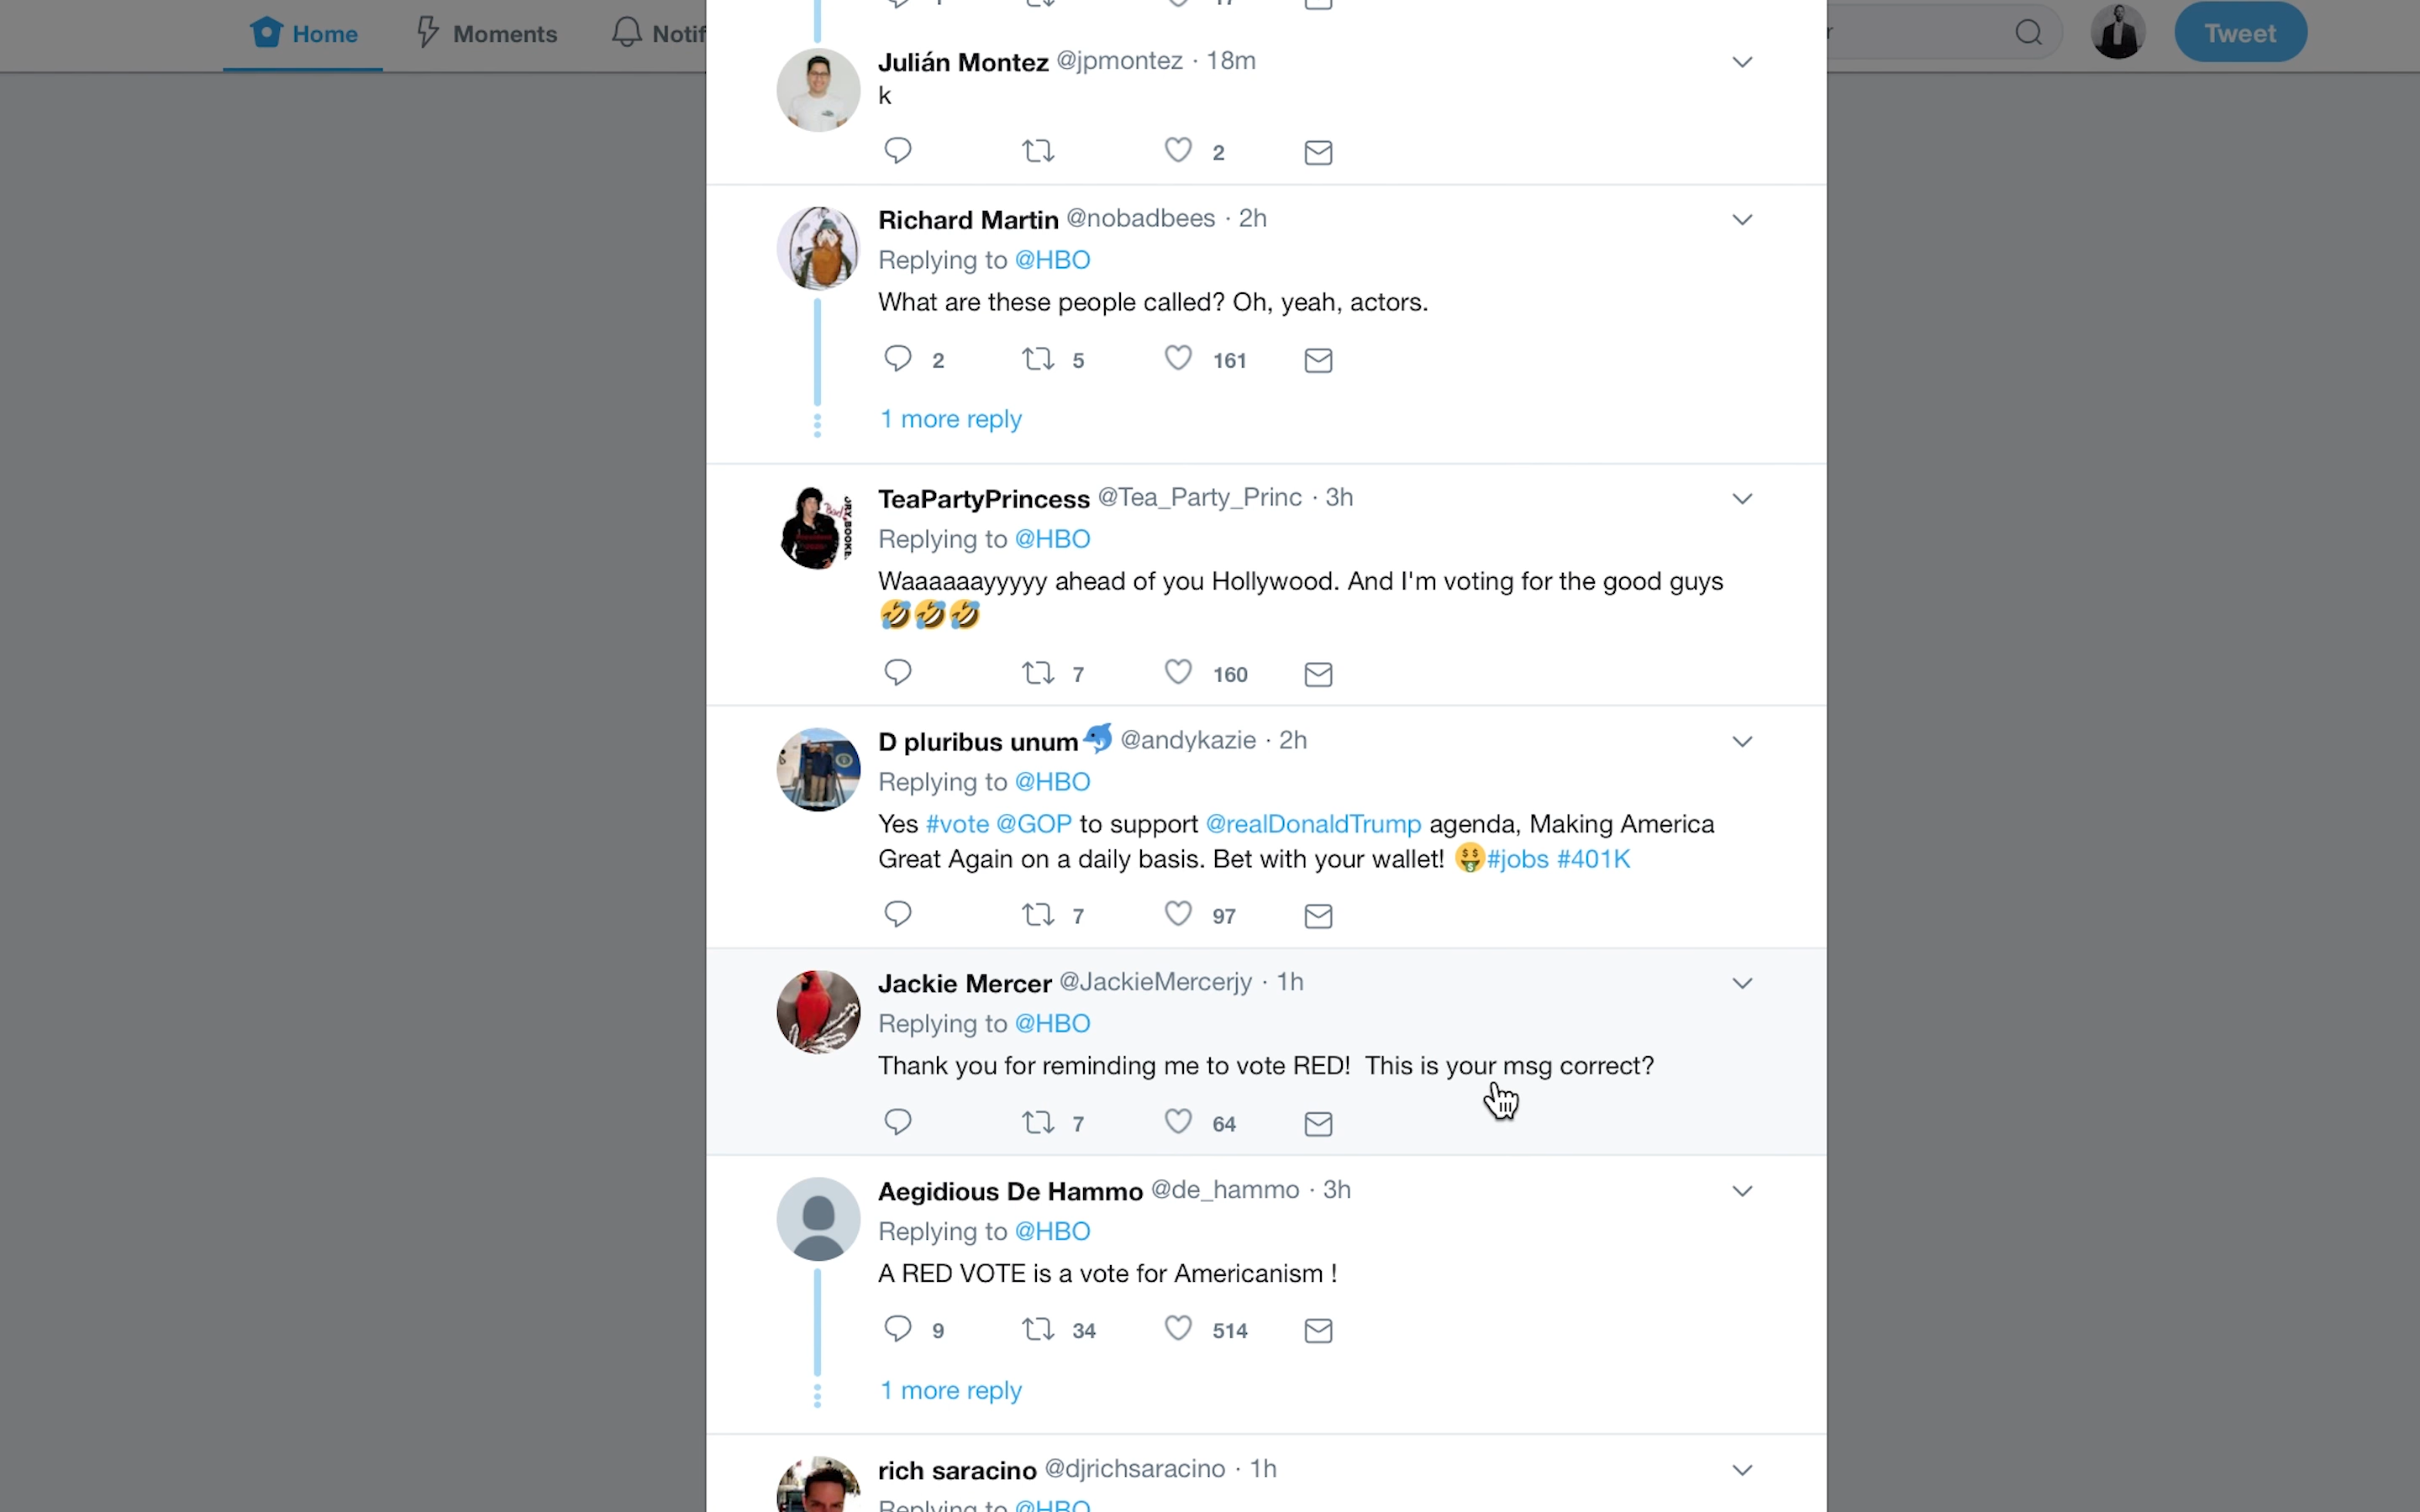 Home
Moments
Notif
Tweet
Julián Montez @jpmontez · 18m
k
2
Richard Martin @nobadbees · 2h
Replying to @HBO
What are these people called? Oh, yeah, actors.
2 5 161
1 more reply
TeaPartyPrincess @Tea_Party_Princ · 3h
Replying to @HBO
Waaaaaayyyyy ahead of you Hollywood. And I'm voting for the good guys
🤣🤣🤣
7 160
D pluribus unum🐬 @andykazie · 2h
Replying to @HBO
Yes #vote @GOP to support @realDonaldTrump agenda, Making America
Great Again on a daily basis. Bet with your wallet! 🤑#jobs #401K
7 97
Jackie Mercer @JackieMercerjy · 1h
Replying to @HBO
Thank you for reminding me to vote RED!  This is your msg correct?
7 64
Aegidious De Hammo @de_hammo · 3h
Replying to @HBO
A RED VOTE is a vote for Americanism !
9 34 514
1 more reply
rich saracino @djrichsaracino · 1h
Replying to @HBO